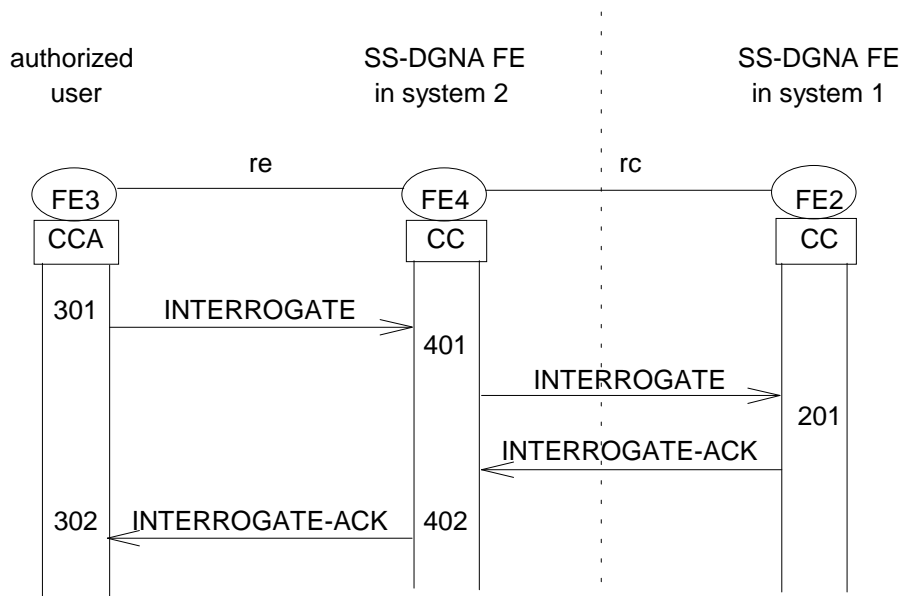 authorized
user
SS-DGNA FE
in system 2
SS-DGNA FE
in system 1
re
rc
FE3
FE4
FE2
CCA
CC
CC
301
INTERROGATE
401
INTERROGATE
201
INTERROGATE-ACK
302
INTERROGATE-ACK
402